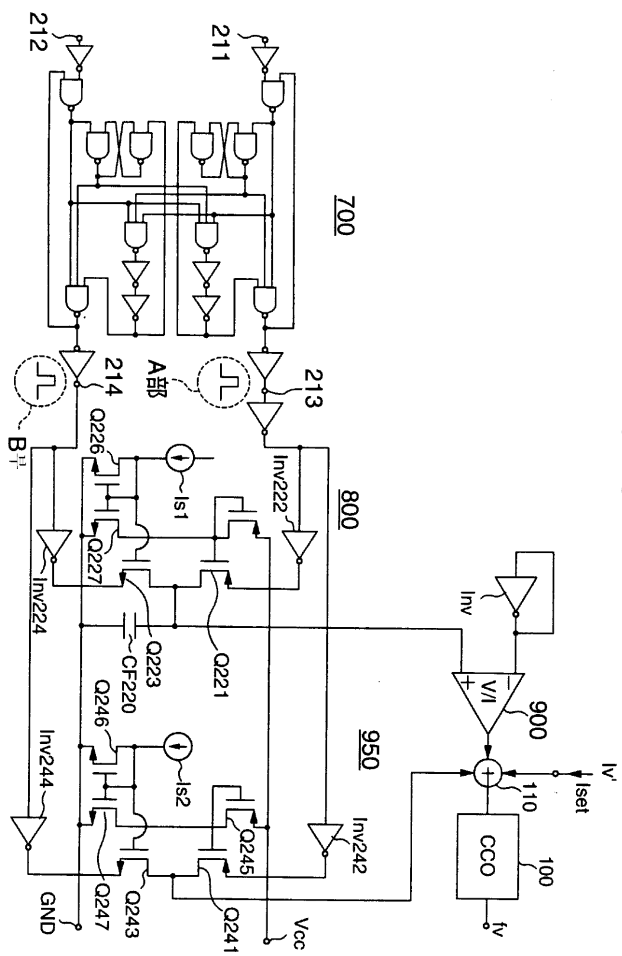 212
211
700
214
B部
A部
213
Q226
Is1
Inv222
800
Q227
Inv224
Q223
CF220
Q221
Inv
V/I
+
−
900
Q246
Is2
950
+
110
Iv'
Iset
Inv244
Q247
Q243
Q245
Q241
Inv242
CCO
100
fv
GND
Vcc